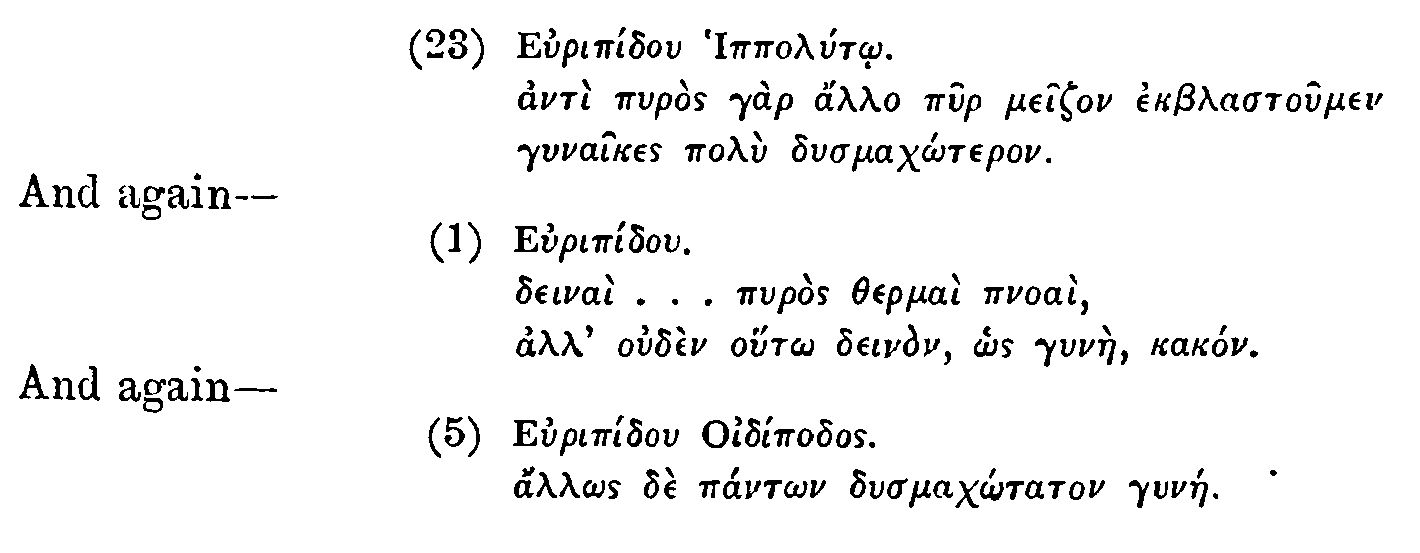 (23) Εὐριπίδου Ἱππολύτῳ.
ἀντὶ πυρὸς γὰρ ἄλλο πῦρ μεῖζον ἐκβλαστοῦμεν
γυναῖκες πολὺ δυσμαχώτερον.
And again--
(1) Εὐριπίδου.
δειναὶ . . . πυρὸς θερμαὶ πνοαὶ,
ἀλλ’ οὐδὲν οὕτω δεινὸν, ὡς γυνὴ, κακόν.
And again—
(5) Εὐριπίδου Οἰδίποδος.
ἄλλως δὲ πάντων δυσμαχώτατον γυνή.